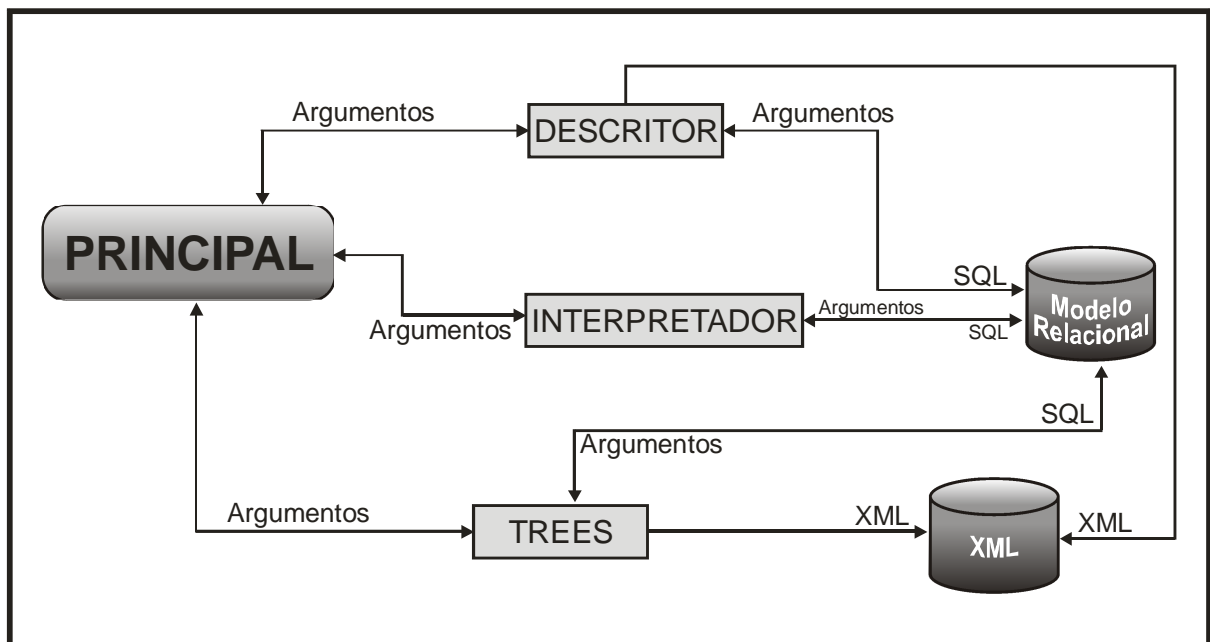 Argumentos
DESCRITOR
Argumentos
PRINCIPAL
SQL
Modelo
Relacional
Argumentos
INTERPRETADOR
Argumentos
SQL
SQL
Argumentos
Argumentos
TREES
XML
XML
XML